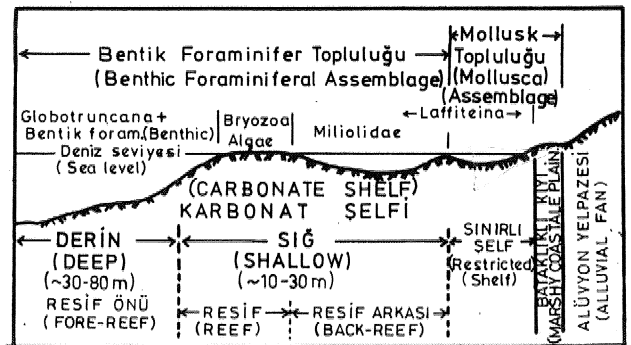 Bentik Foraminifer Topluluğu
(Benthic Foraminiferal Assemblage)
Mollusk
Topluluğu
(Mollusca)
(Assemblage)
Globotruncana +
Bentik foram.(Benthic)
Bryozoa
Algae
Miliolidae
Laffiteina
Deniz seviyesi
(Sea level)
(CARBONATE SHELF)
KARBONAT ŞELFİ
DERİN
(DEEP)
(~30-80 m)
RESİF ÖNÜ
(FORE-REEF)
SIĞ
(SHALLOW)
(~10-30 m)
RESİF
(REEF)
RESİF ARKASI
(BACK-REEF)
SINIRLI
ŞELF
(Restricted)
(Shelf)
BATAKLIKLI KIYI
(MARSHY COASTALE PLAIN)
ALÜVYON YELPAZESİ
(ALLUVIAL FAN)